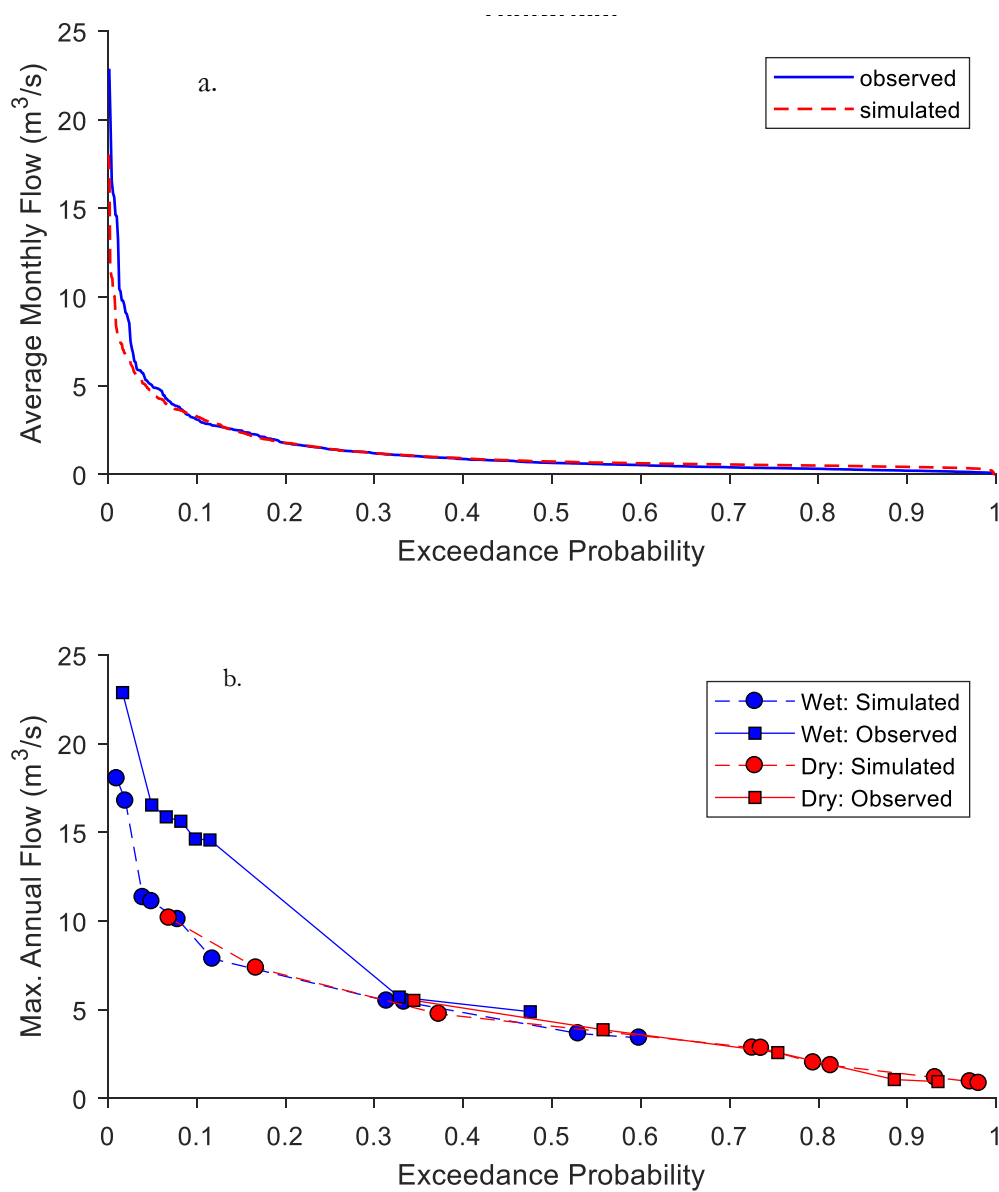 25
20
15
10
5
0
Average Monthly Flow (m³/s)
a.
observed
simulated
0 0.1 0.2 0.3 0.4 0.5 0.6 0.7 0.8 0.9 1
Exceedance Probability
25
20
15
10
5
0
Max. Annual Flow (m³/s)
b.
Wet: Simulated
Wet: Observed
Dry: Simulated
Dry: Observed
0 0.1 0.2 0.3 0.4 0.5 0.6 0.7 0.8 0.9 1
Exceedance Probability